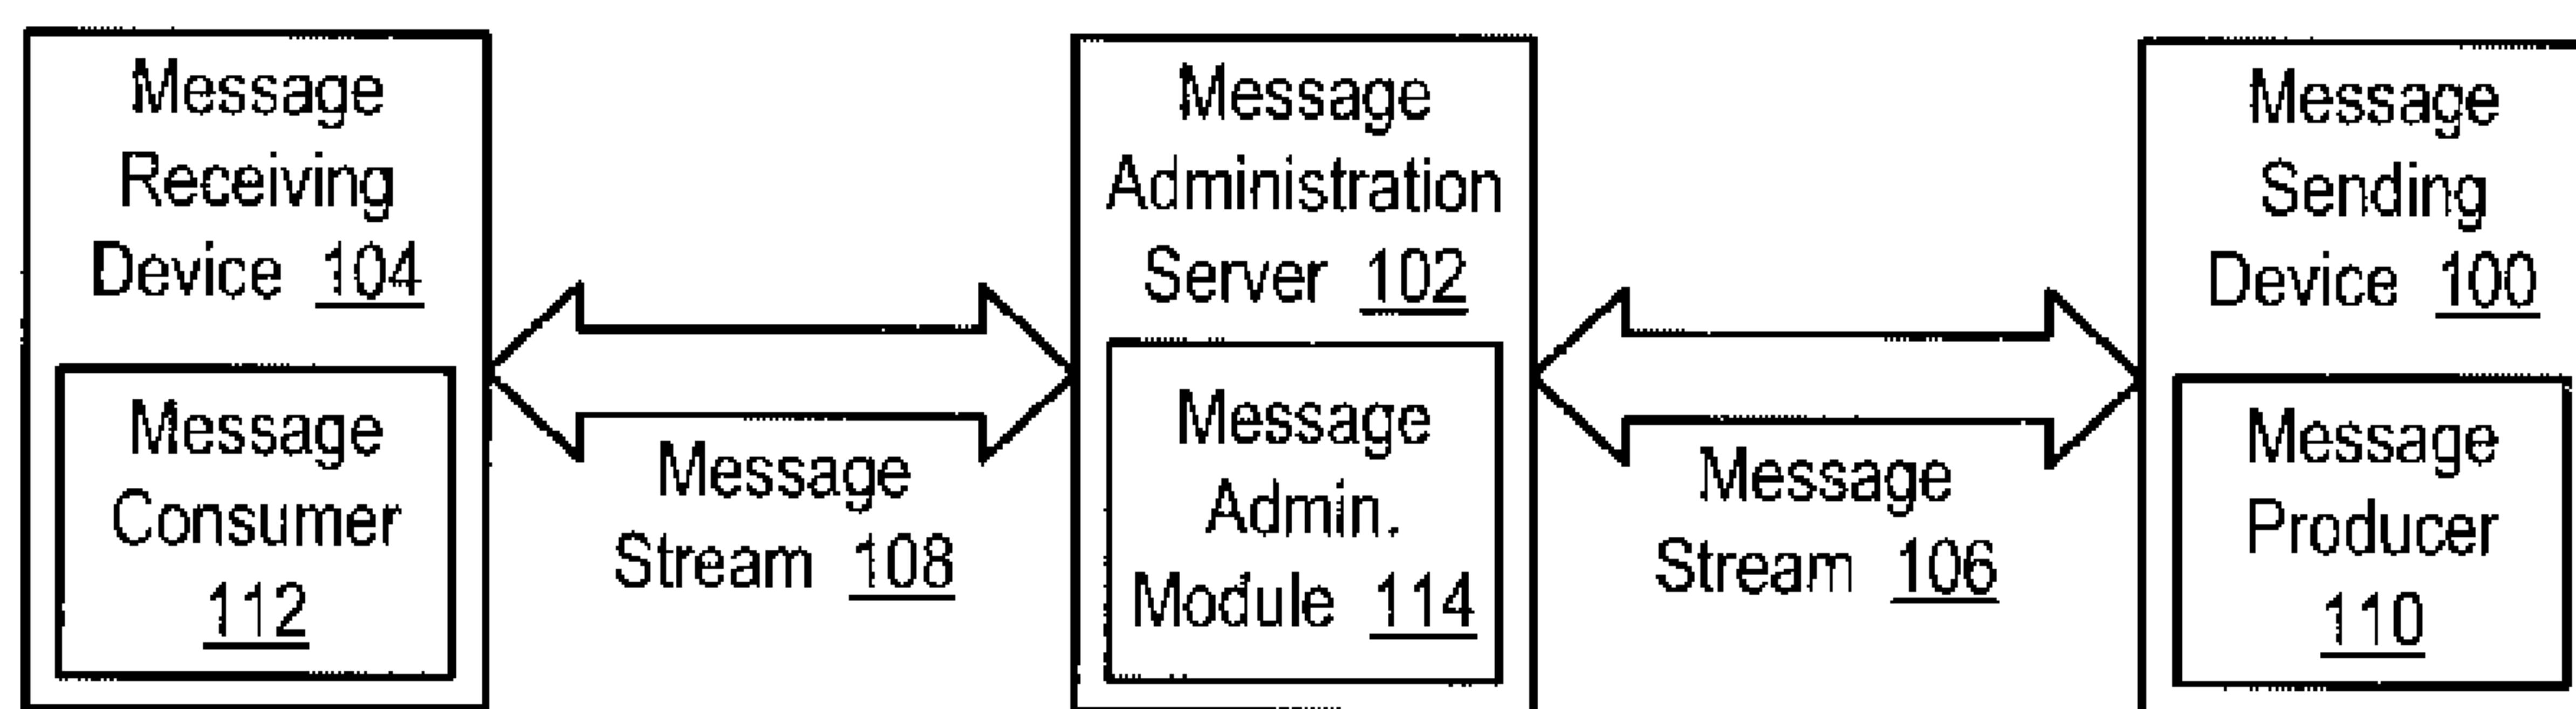 Message
Receiving
Device 104
Message
Consumer
112
Message
Stream 108
Message
Administration
Server 102
Message
Admin.
Module 114
Message
Stream 106
Message
Sending
Device 100
Message
Producer
110